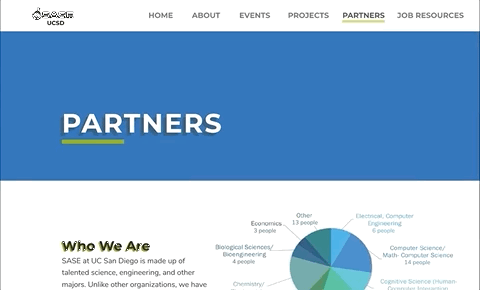 SASE
UCSD
HOME ABOUT EVENTS PROJECTS PARTNERS JOB RESOURCES
PARTNERS
Who We Are
SASE at UC San Diego is made up of
talented science, engineering, and other
majors. Unlike other organizations, we have
Other
13 people
Economics
3 people
Biological Sciences/
Bioengineering
4 people
Chemistry/
Electrical, Computer
Engineering
6 people
Computer Science/
Math- Computer Science
14 people
Cognitive Science (Human-
Computer Interaction